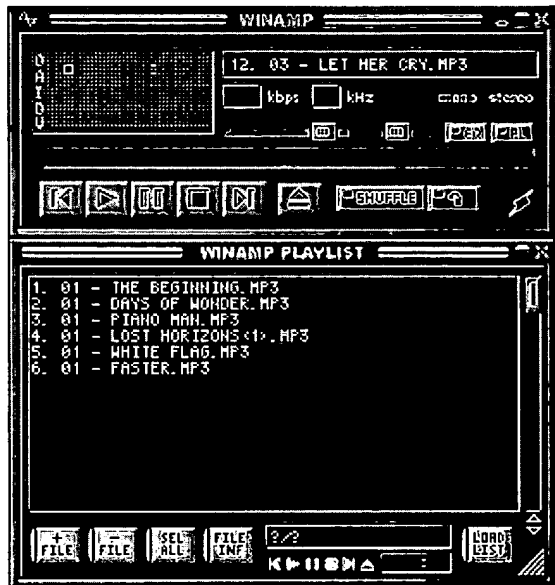 WINAMP
O
A
I
D
V
12. 03 - LET HER CRY.MP3
kbps kHz mono stereo
EQ PL
SHUFFLE
WINAMP PLAYLIST
1. 01 - THE BEGINNING.MP3
2. 01 - DAYS OF WONDER.MP3
3. 01 - PIANO MAN.MP3
4. 01 - LOST HORIZONS<1>.MP3
5. 01 - WHITE FLAG.MP3
6. 01 - FASTER.MP3
+ FILE - FILE SEL ALL FILE INF ?/? LOAD LIST
: